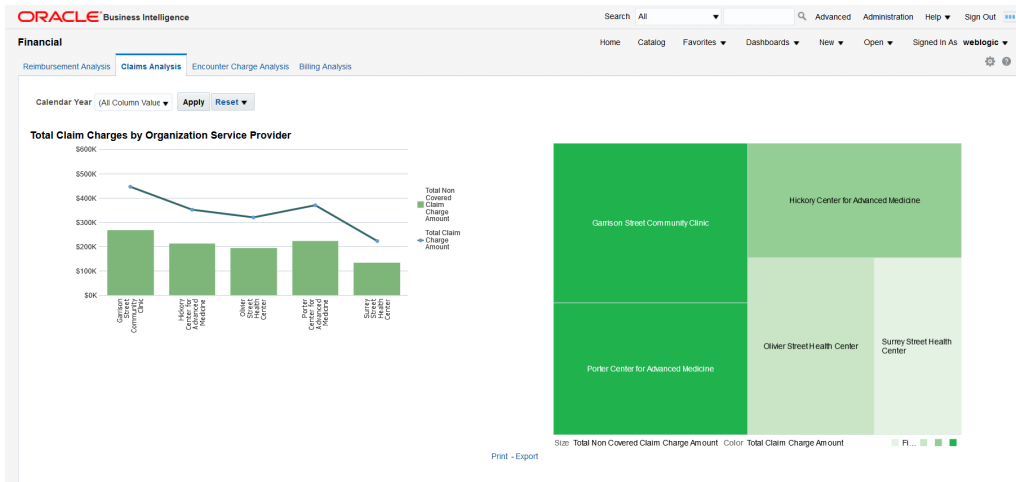 ORACLE Business Intelligence
Search All Advanced Administration Help Sign Out
Financial
Home Catalog Favorites Dashboards New Open Signed In As weblogic
Reimbursement Analysis Claims Analysis Encounter Charge Analysis Billing Analysis
Calendar Year (All Column Value Apply Reset
Total Claim Charges by Organization Service Provider
$600K
$500K
$400K
$300K
$200K
$100K
$0K
Garrison
Street
Community
Clinic
Hickory
Center for
Advanced
Medicine
Olivier
Street
Health
Center
Porter
Center for
Advanced
Medicine
Surrey
Street
Health
Center
Total Non
Covered
Claim
Charge
Amount
Total Claim
Charge
Amount
Garrison Street Community Clinic
Hickory Center for Advanced Medicine
Porter Center for Advanced Medicine
Olivier Street Health Center
Surrey Street Health
Center
Size Total Non Covered Claim Charge Amount Color Total Claim Charge Amount Fi...
Print - Export